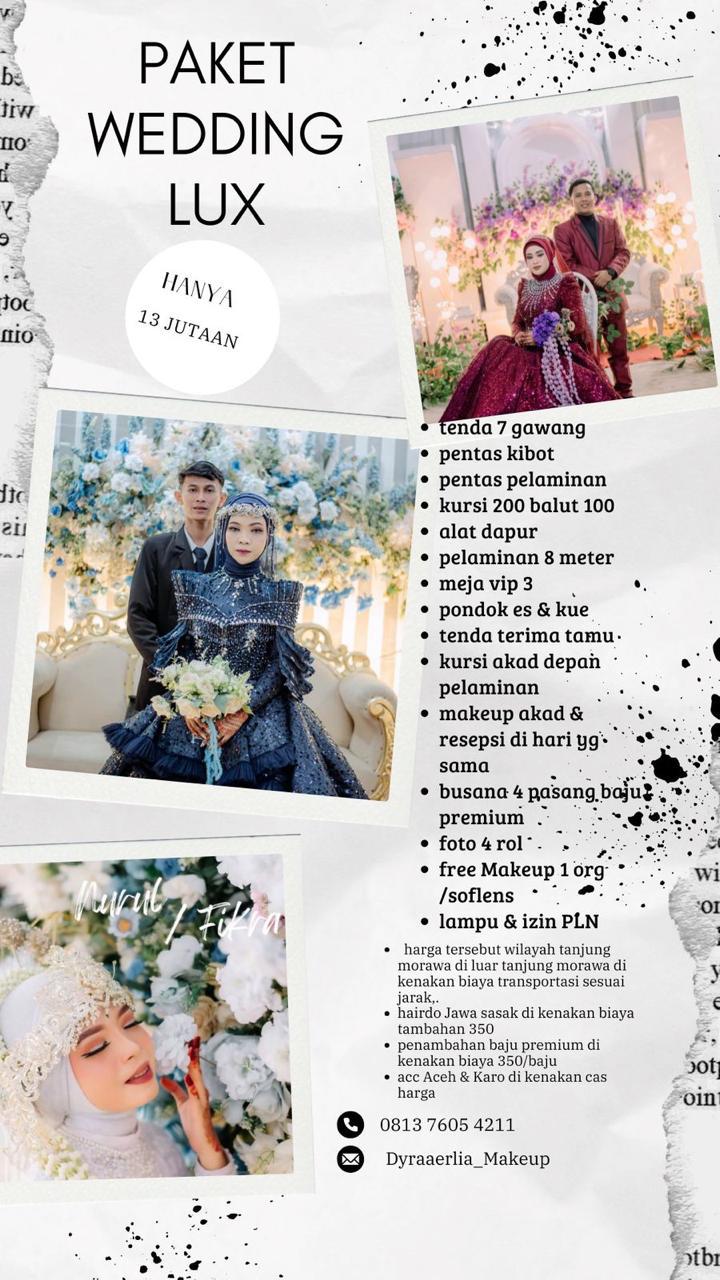 PAKET
WEDDING
LUX
HANYA
13 JUTAAN
tenda 7 gawang
pentas kibot
pentas pelaminan
kursi 200 balut 100
alat dapur
pelaminan 8 meter
meja vip 3
pondok es & kue
tenda terima tamu
kursi akad depan
pelaminan
makeup akad &
resepsi di hari yg
sama
busana 4 pasang baju
premium
foto 4 rol
free Makeup 1 org
/soflens
lampu & izin PLN
harga tersebut wilayah tanjung
morawa di luar tanjung morawa di
kenakan biaya transportasi sesuai
jarak,.
hairdo Jawa sasak di kenakan biaya
tambahan 350
penambahan baju premium di
kenakan biaya 350/baju
acc Aceh & Karo di kenakan cas
harga
0813 7605 4211
Dyraaerlia_Makeup
Nurul
/ Fikra